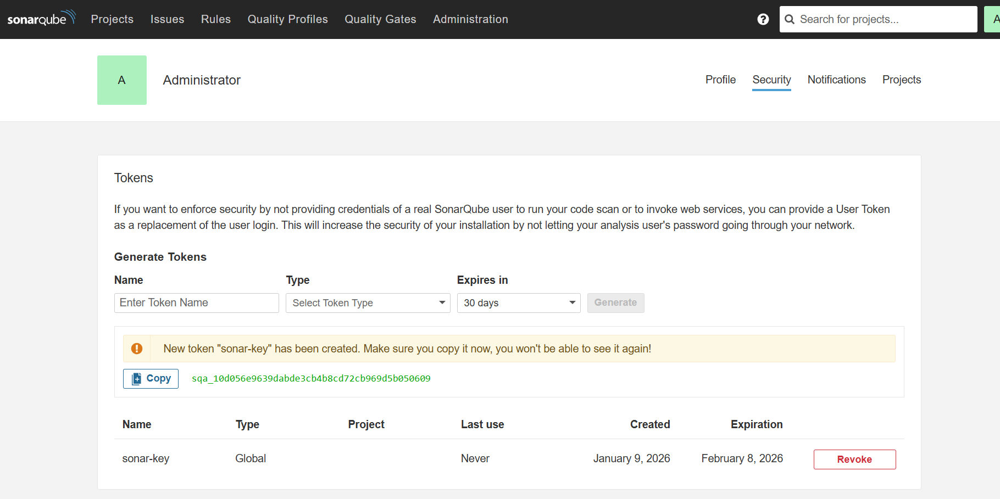 sonarqube Projects Issues Rules Quality Profiles Quality Gates Administration ? Search for projects... A
A Administrator Profile Security Notifications Projects
Tokens
If you want to enforce security by not providing credentials of a real SonarQube user to run your code scan or to invoke web services, you can provide a User Token
as a replacement of the user login. This will increase the security of your installation by not letting your analysis user's password going through your network.
Generate Tokens
Name Type Expires in
Enter Token Name Select Token Type 30 days Generate
New token "sonar-key" has been created. Make sure you copy it now, you won't be able to see it again!
Copy sqa_10d056e9639dabde3cb4b8cd72cb969d5b050609
Name Type Project Last use Created Expiration
sonar-key Global Never January 9, 2026 February 8, 2026 Revoke